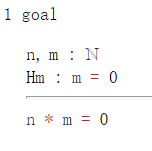 1 goal
n, m : ℕ
Hm : m = 0
n * m = 0